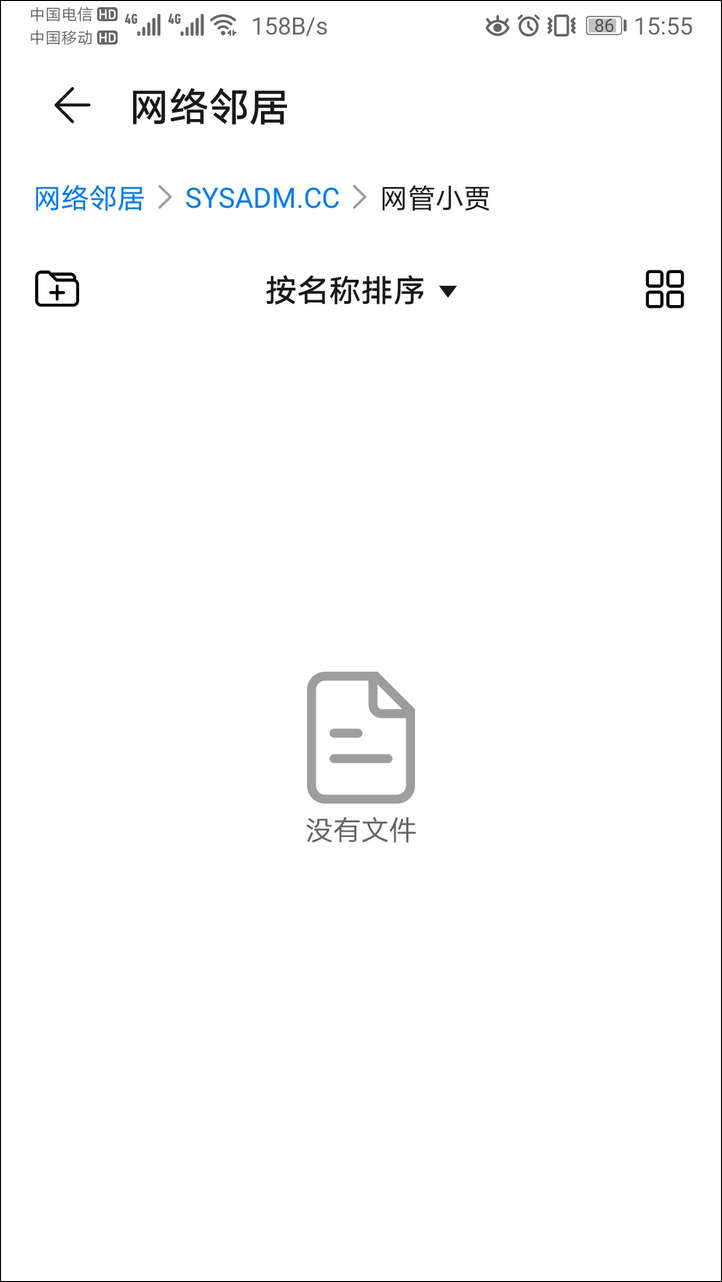 中国电信 HD 4G 4G 158B/s 86 15:55
中国移动 HD
网络邻居
网络邻居 > SYSADM.CC > 网管小贾
按名称排序
没有文件